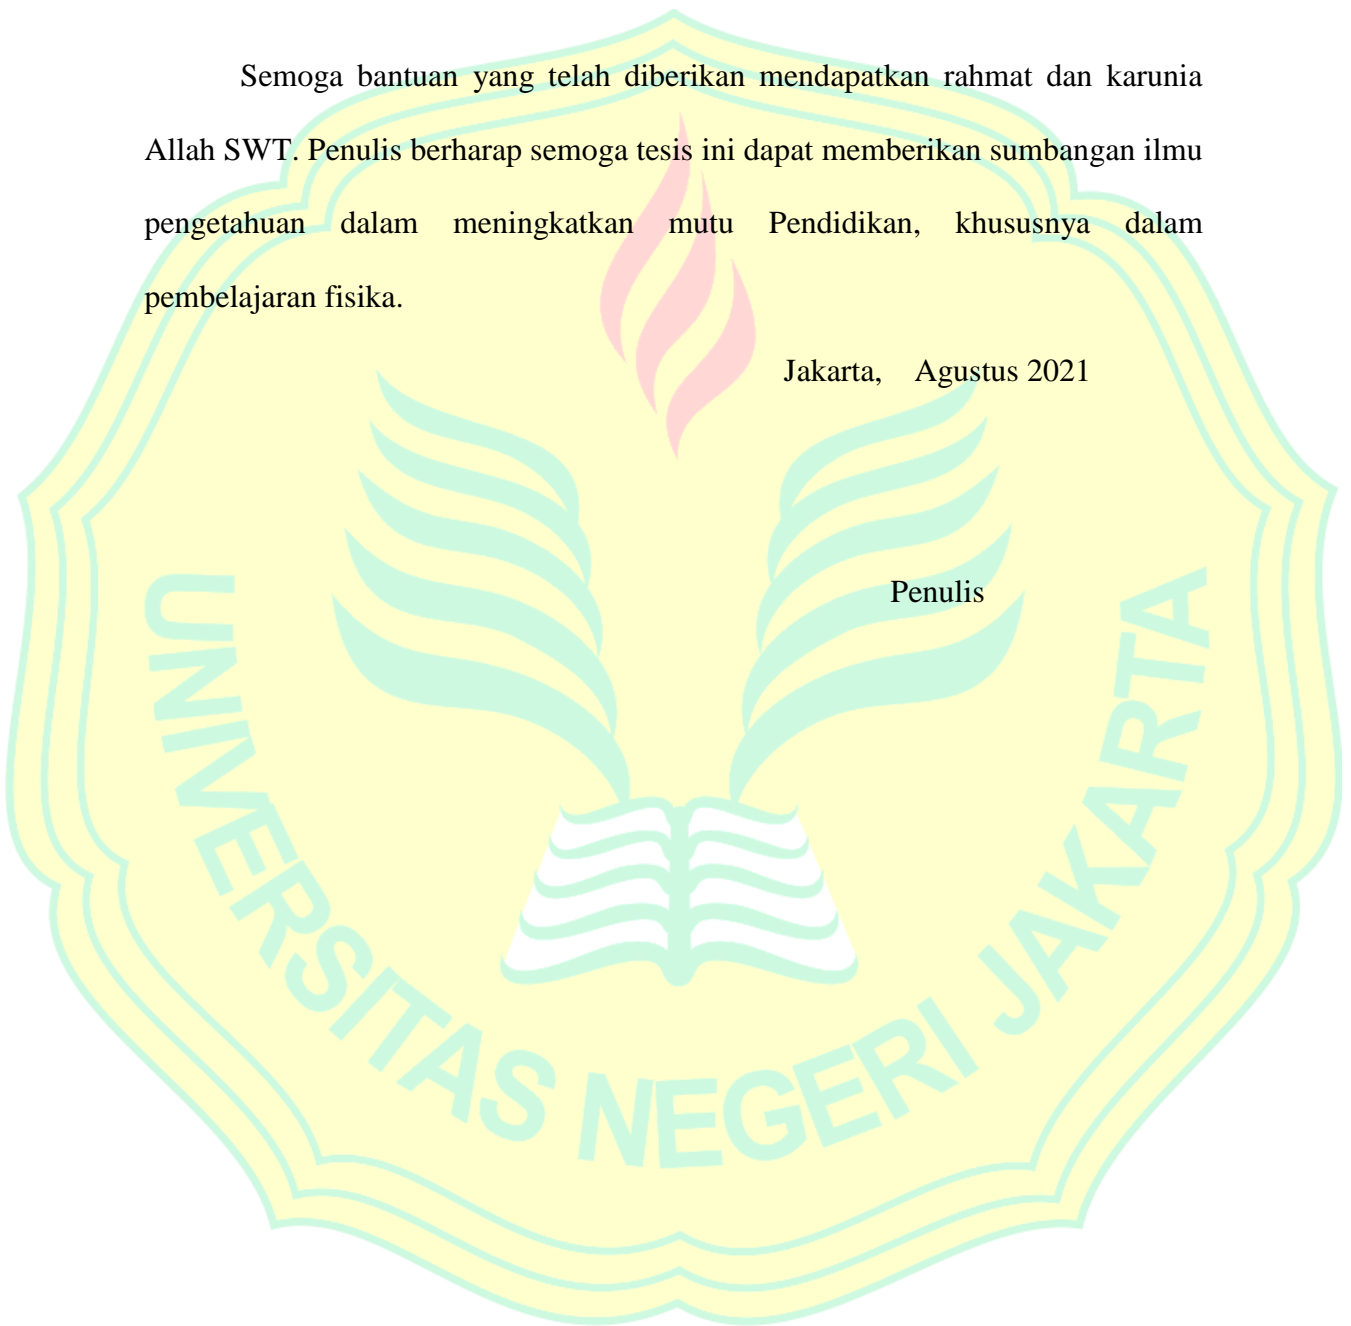 Semoga bantuan yang telah diberikan mendapatkan rahmat dan karunia
Allah SWT. Penulis berharap semoga tesis ini dapat memberikan sumbangan ilmu
pengetahuan dalam meningkatkan mutu Pendidikan, khususnya dalam
pembelajaran fisika.
Jakarta, Agustus 2021
Penulis
UNIVERSITAS NEGERI JAKARTA